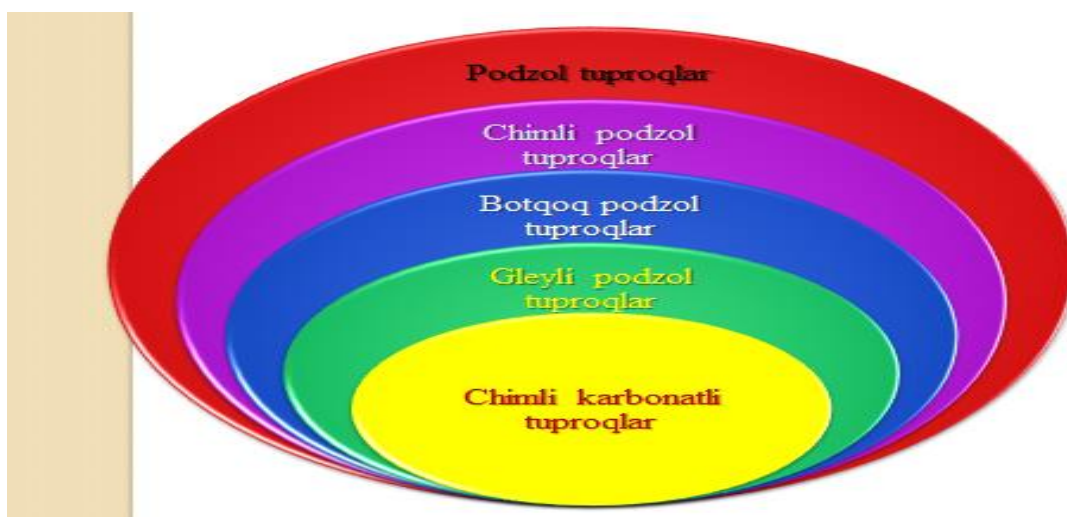 Podzol tuproqlar
Chimli podzol
tuproqlar
Botqoq podzol
tuproqlar
Gleyli podzol
tuproqlar
Chimli karbonatli
tuproqlar